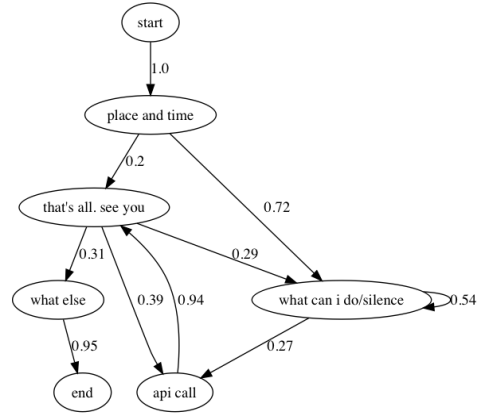 start
1.0
place and time
0.2
0.72
that's all. see you
0.31
0.39
0.94
0.29
what else
what can i do/silence
0.54
0.95
0.27
end
api call